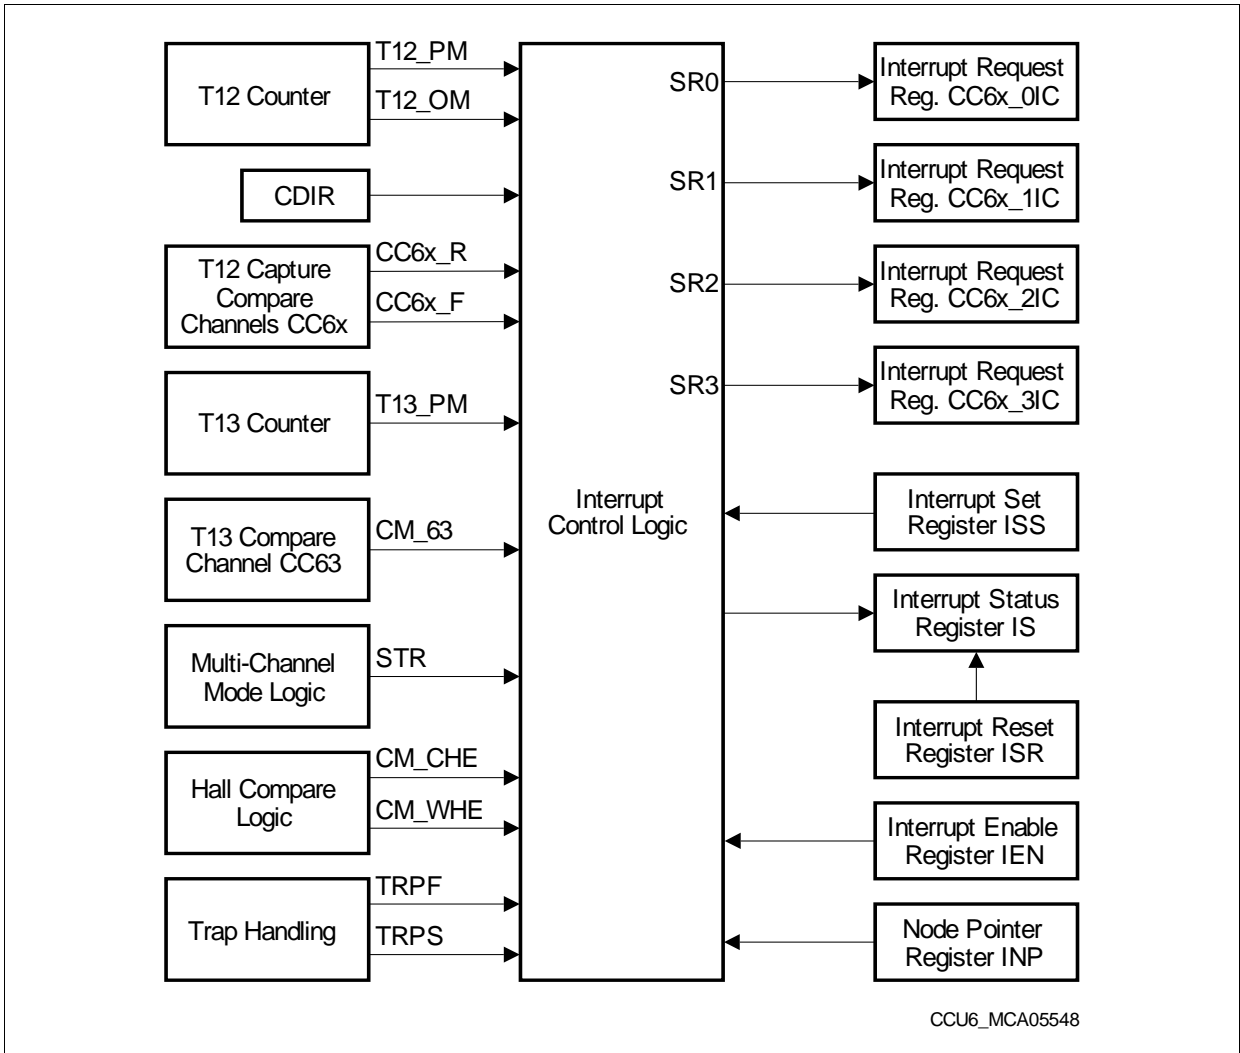 T12 Counter
T12_PM
T12_OM
CDIR
T12 Capture
Compare
Channels CC6x
CC6x_R
CC6x_F
T13 Counter
T13_PM
T13 Compare
Channel CC63
CM_63
Multi-Channel
Mode Logic
STR
Hall Compare
Logic
CM_CHE
CM_WHE
Trap Handling
TRPF
TRPS
Interrupt
Control Logic
SR0
SR1
SR2
SR3
Interrupt Request
Reg. CC6x_0IC
Interrupt Request
Reg. CC6x_1IC
Interrupt Request
Reg. CC6x_2IC
Interrupt Request
Reg. CC6x_3IC
Interrupt Set
Register ISS
Interrupt Status
Register IS
Interrupt Reset
Register ISR
Interrupt Enable
Register IEN
Node Pointer
Register INP
CCU6_MCA05548